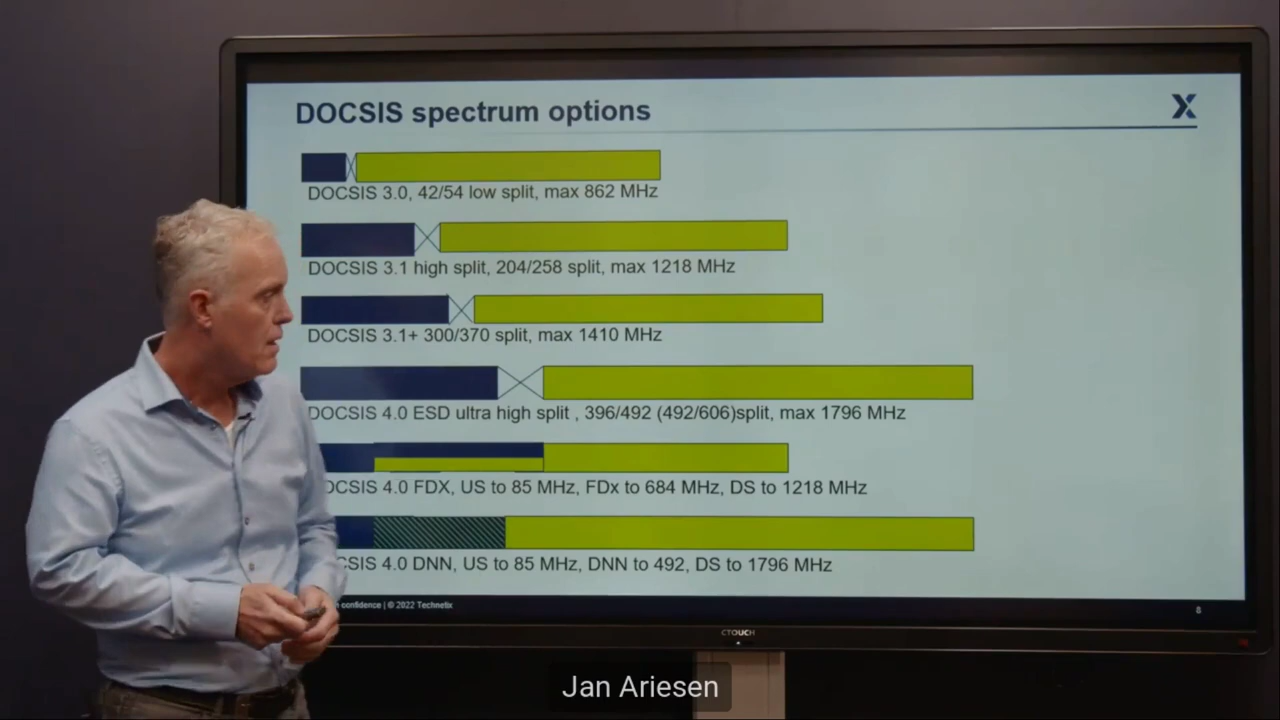 DOCSIS spectrum options
DOCSIS 3.0, 42/54 low split, max 862 MHz
DOCSIS 3.1 high split, 204/258 split, max 1218 MHz
DOCSIS 3.1+ 300/370 split, max 1410 MHz
DOCSIS 4.0 ESD ultra high split , 396/492 (492/606)split, max 1796 MHz
OCSIS 4.0 FDX, US to 85 MHz, FDx to 684 MHz, DS to 1218 MHz
CSIS 4.0 DNN, US to 85 MHz, DNN to 492, DS to 1796 MHz
confidence | © 2022 Technetix
8
CTOUCH
Jan Ariesen